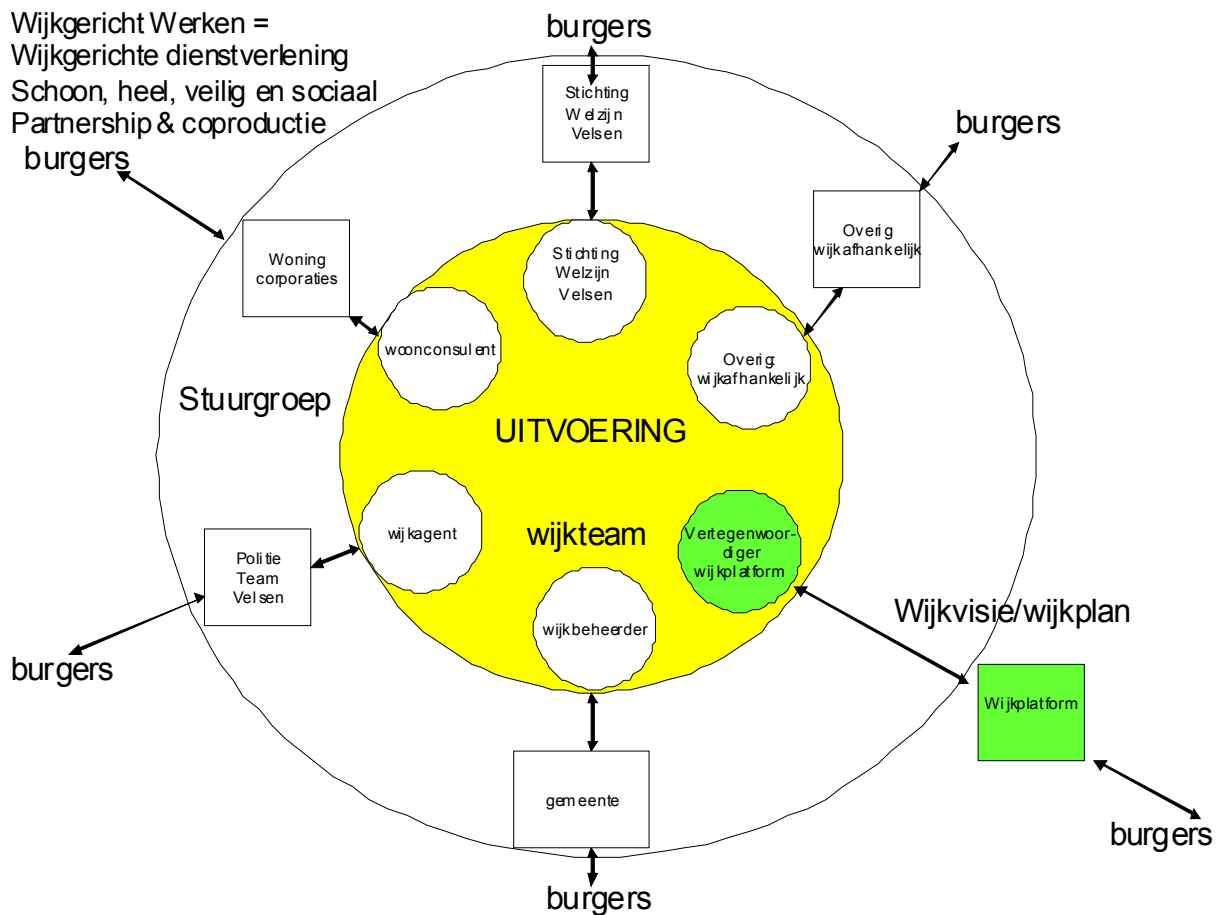 Wijkgericht Werken =
Wijkgerichte dienstverlening
Schoon, heel, veilig en sociaal
Partnership & coproductie
burgers
burgers
Stichting
Welzijn
Velsen
burgers
Overig
wijkafhankelijk
Woning
corporaties
Stichting
Welzijn
Velsen
woonconsulent
Overig:
wijkafhankelijk
Stuurgroep
UITVOERING
wijkteam
wijkagent
Vertegenwoor-
diger
wijkplatform
Politie
Team
Velsen
wijkbeheerder
Wijkvisie/wijkplan
burgers
Wijkplatform
gemeente
burgers
burgers